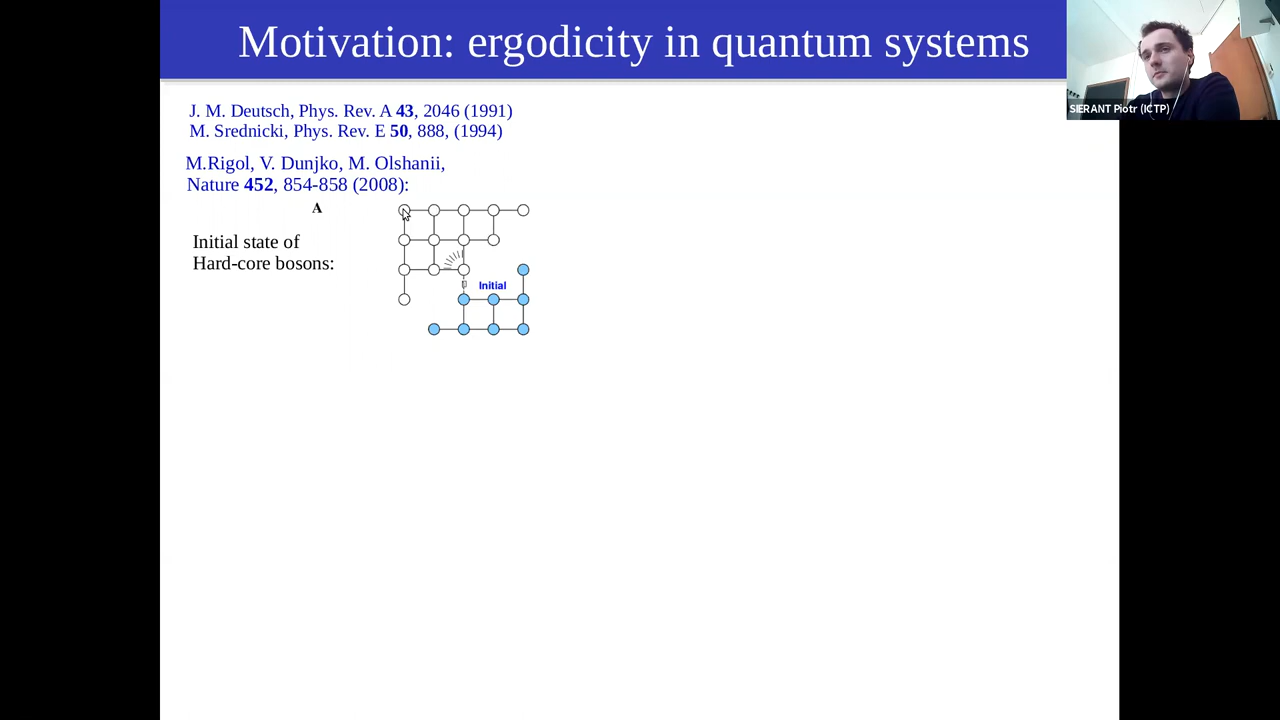 Motivation: ergodicity in quantum systems
SIERANT Piotr (ICTP)
J. M. Deutsch, Phys. Rev. A 43, 2046 (1991)
M. Srednicki, Phys. Rev. E 50, 888, (1994)
M.Rigol, V. Dunjko, M. Olshanii,
Nature 452, 854-858 (2008):
A
Initial state of
Hard-core bosons:
Initial